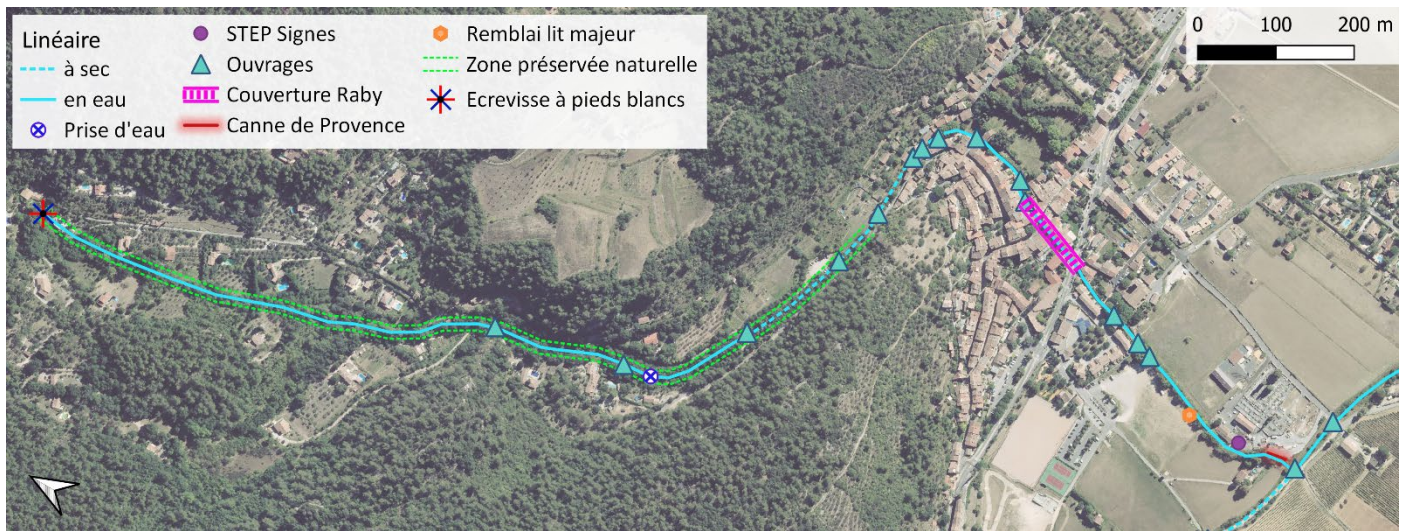 Linéaire
à sec
en eau
Prise d'eau
STEP Signes
Ouvrages
Couverture Raby
Canne de Provence
Remblai lit majeur
Zone préservée naturelle
Ecrevisse à pieds blancs
0 100 200 m